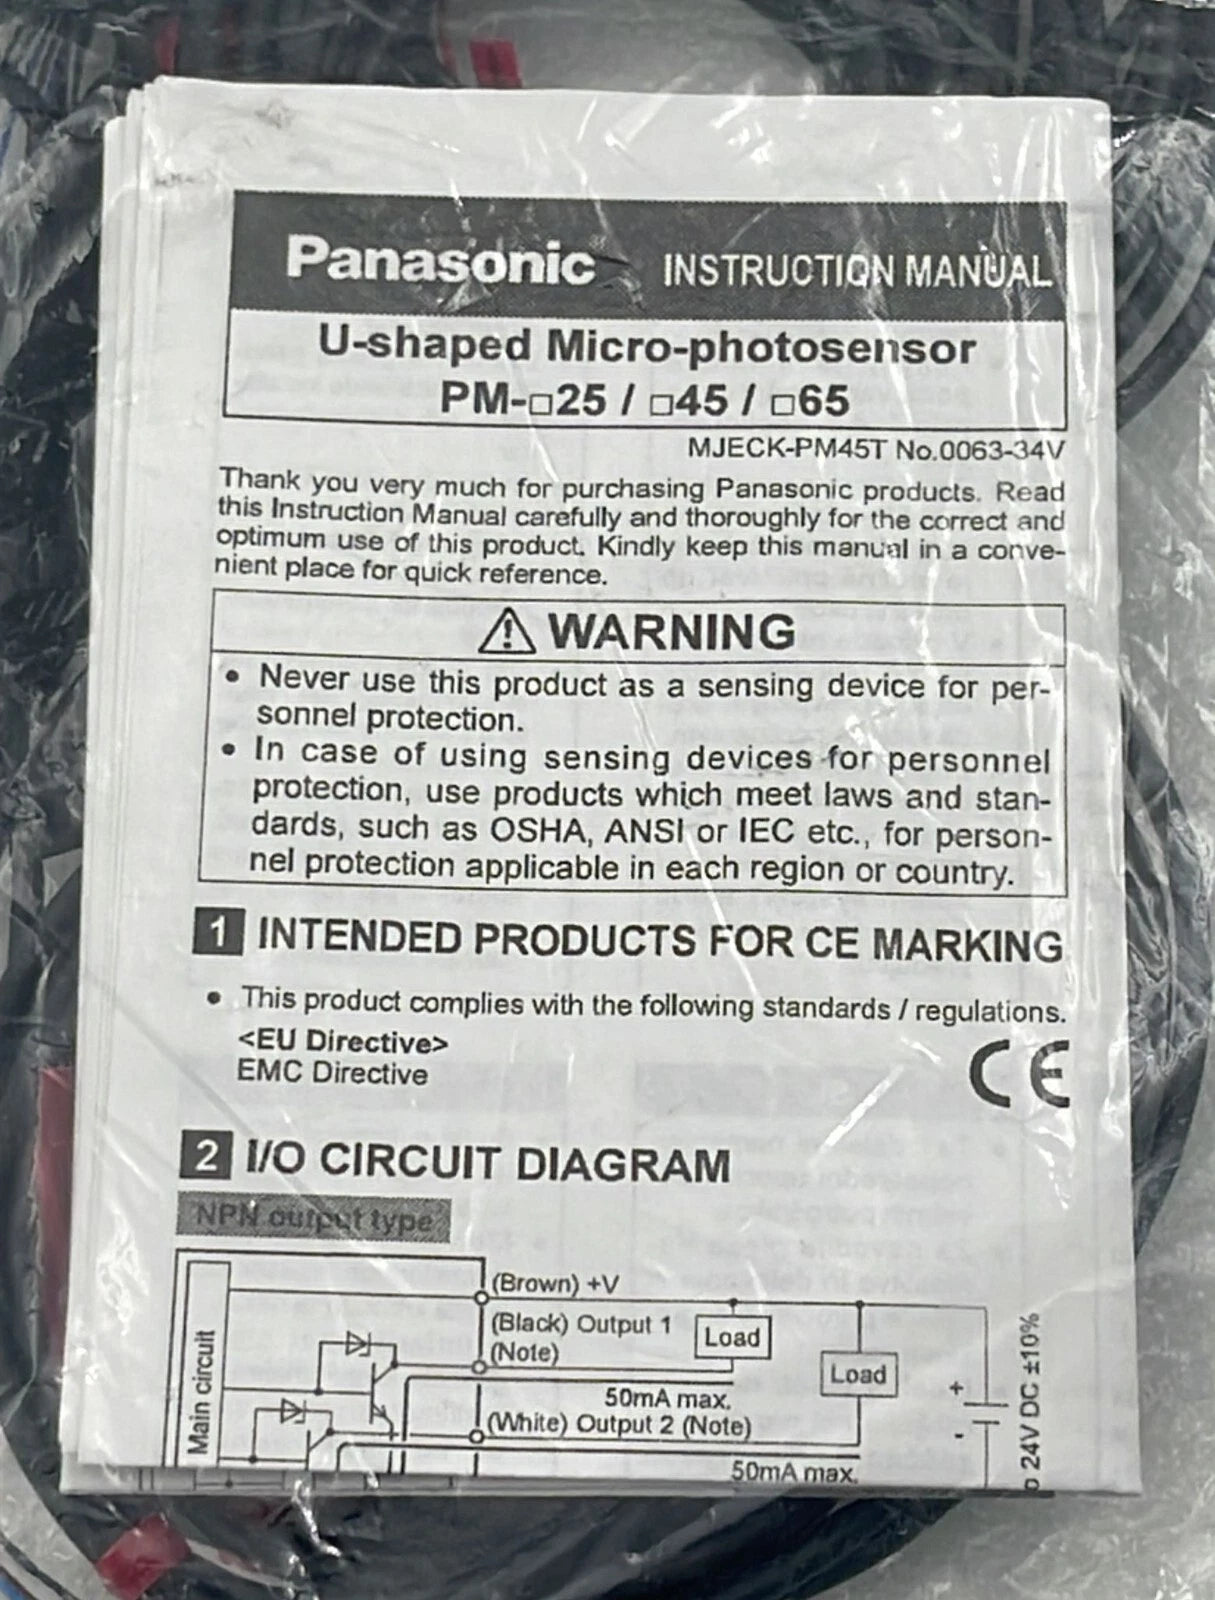 Panasonic INSTRUCTION MANUAL
U-shaped Micro-photosensor
PM-□25 / □45 / □65
MJECK-PM45T No.0063-34V
Thank you very much for purchasing Panasonic products. Read
this Instruction Manual carefully and thoroughly for the correct and
optimum use of this product. Kindly keep this manual in a conve-
nient place for quick reference.
⚠ WARNING
• Never use this product as a sensing device for per-
sonnel protection.
• In case of using sensing devices for personnel
protection, use products which meet laws and stan-
dards, such as OSHA, ANSI or IEC etc., for person-
nel protection applicable in each region or country.
1 INTENDED PRODUCTS FOR CE MARKING
• This product complies with the following standards / regulations.
<EU Directive>
EMC Directive
CE
2 I/O CIRCUIT DIAGRAM
NPN output type
(Brown) +V
(Black) Output 1
(Note)
Load
Load
50mA max.
(White) Output 2 (Note)
50mA max.
Main circuit
+
-
24V DC ±10%